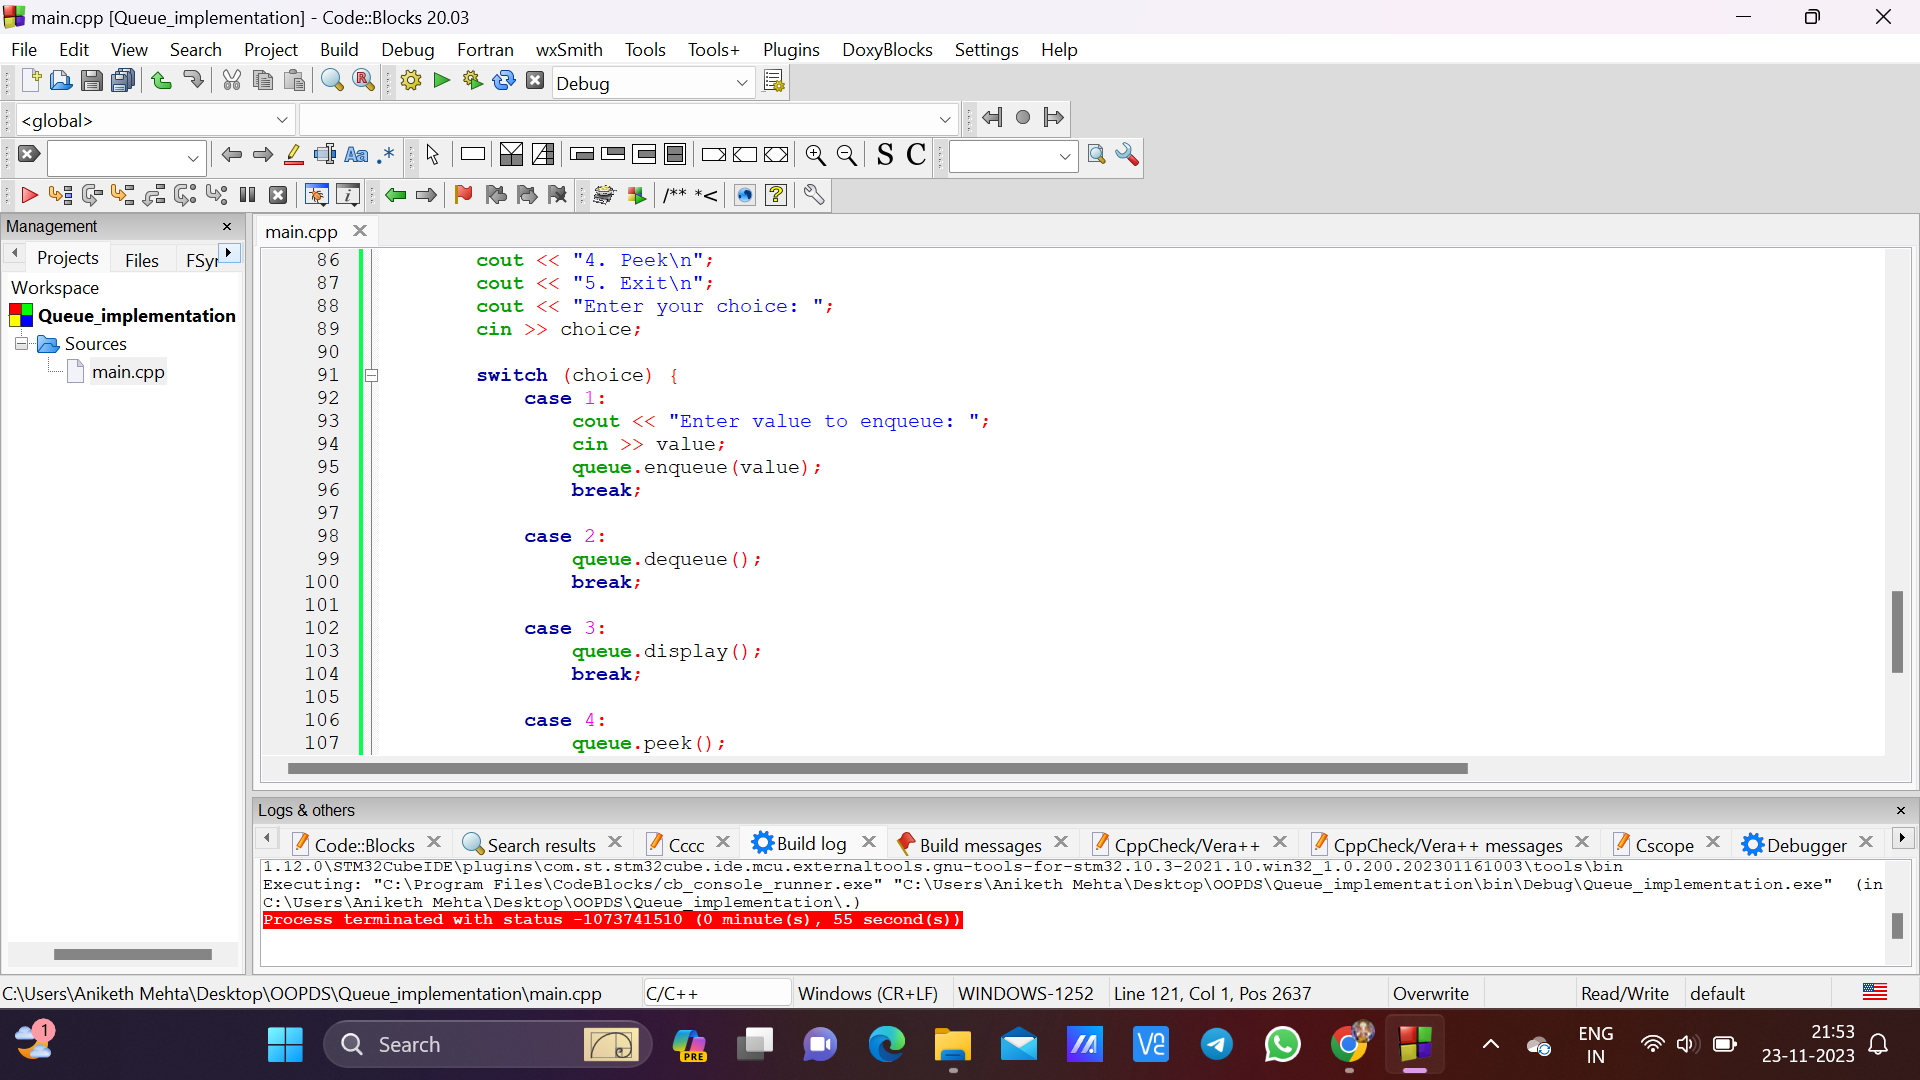 main.cpp [Queue_implementation] - Code::Blocks 20.03
File Edit View Search Project Build Debug Fortran wxSmith Tools Tools+ Plugins DoxyBlocks Settings Help
Debug
<global>
Aa .* S C
/** *<
Management
main.cpp
Projects Files FSyr
Workspace
Queue_implementation
Sources
main.cpp
86 cout << "4. Peek\n";
87 cout << "5. Exit\n";
88 cout << "Enter your choice: ";
89 cin >> choice;
90
91 switch (choice) {
92 case 1:
93 cout << "Enter value to enqueue: ";
94 cin >> value;
95 queue.enqueue(value);
96 break;
97
98 case 2:
99 queue.dequeue();
100 break;
101
102 case 3:
103 queue.display();
104 break;
105
106 case 4:
107 queue.peek();
Logs & others
Code::Blocks Search results Cccc Build log Build messages CppCheck/Vera++ CppCheck/Vera++ messages Cscope Debugger
1.12.0\STM32CubeIDE\plugins\com.st.stm32cube.ide.mcu.externaltools.gnu-tools-for-stm32.10.3-2021.10.win32_1.0.200.202301161003\tools\bin
Executing: "C:\Program Files\CodeBlocks/cb_console_runner.exe" "C:\Users\Aniketh Mehta\Desktop\OOPDS\Queue_implementation\bin\Debug\Queue_implementation.exe" (in
C:\Users\Aniketh Mehta\Desktop\OOPDS\Queue_implementation\.)
Process terminated with status -1073741510 (0 minute(s), 55 second(s))
C:\Users\Aniketh Mehta\Desktop\OOPDS\Queue_implementation\main.cpp C/C++ Windows (CR+LF) WINDOWS-1252 Line 121, Col 1, Pos 2637 Overwrite Read/Write default
1 Search PRE ENG IN 21:53
23-11-2023